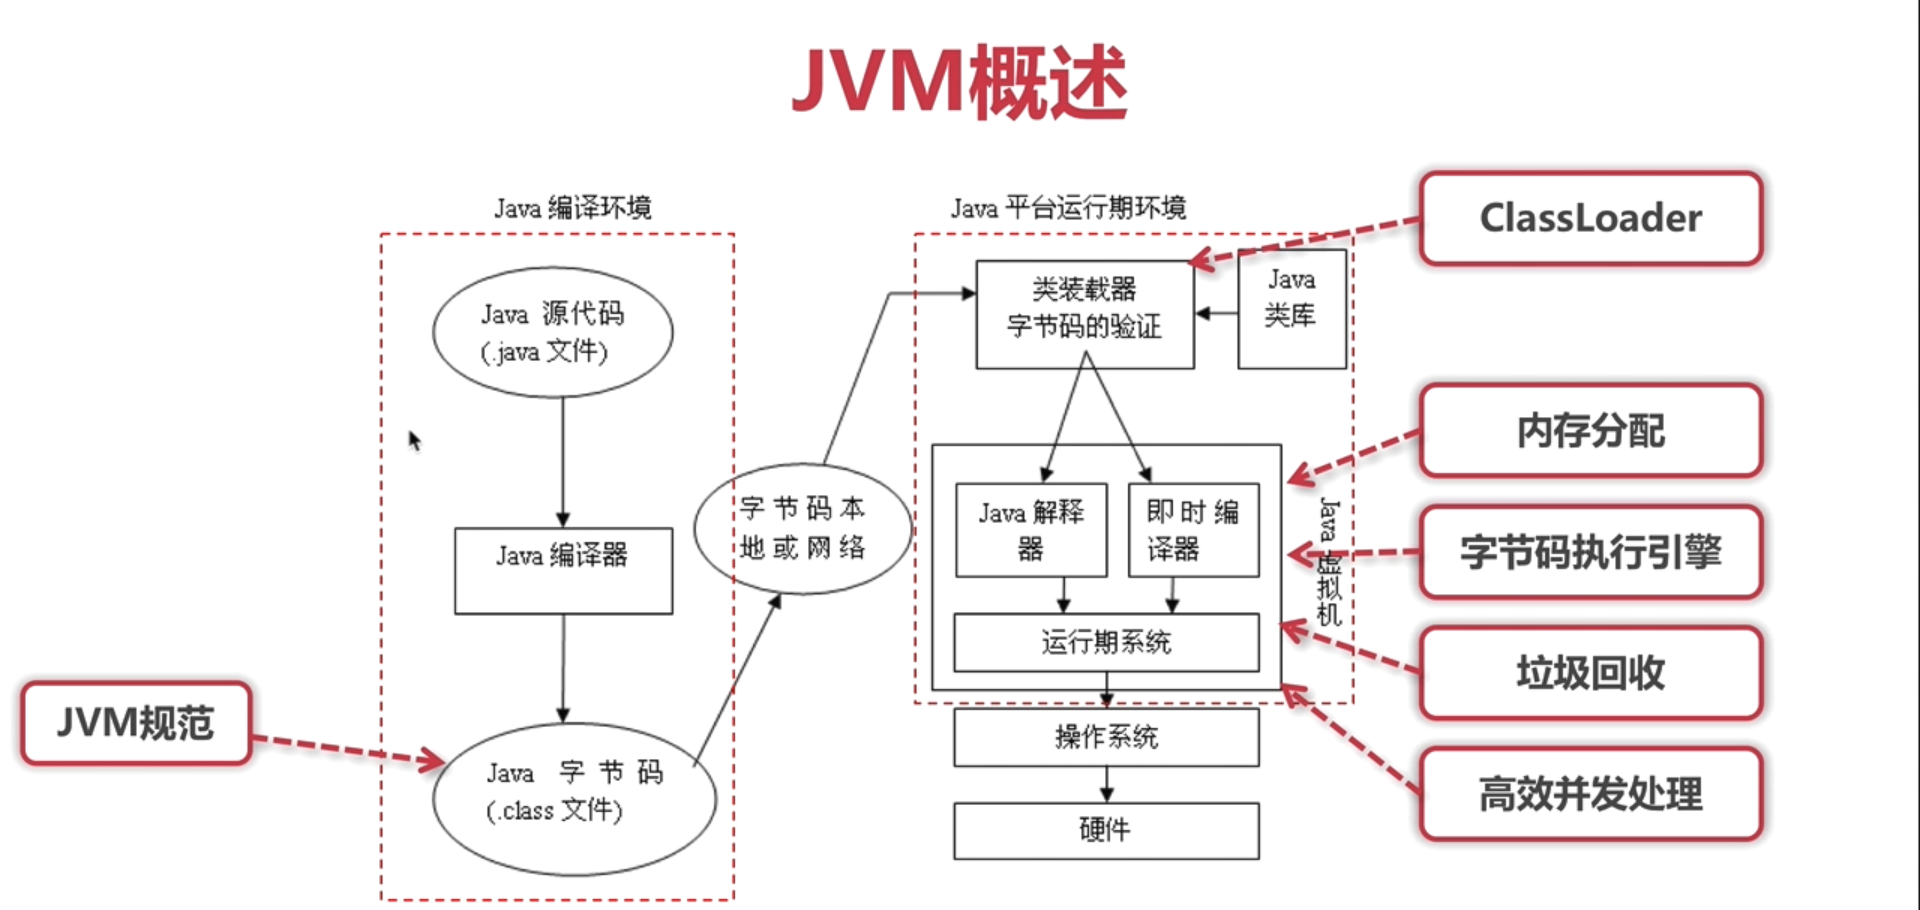 JVM概述
Java 编译环境
Java 源代码
(.java 文件)
Java 编译器
Java 字节码
(.class 文件)
JVM规范
字节码本
地或网络
Java 平台运行期环境
类装载器
字节码的验证
Java
类库
Java 解释
器
即时编
译器
运行期系统
Java 虚拟机
操作系统
硬件
ClassLoader
内存分配
字节码执行引擎
垃圾回收
高效并发处理